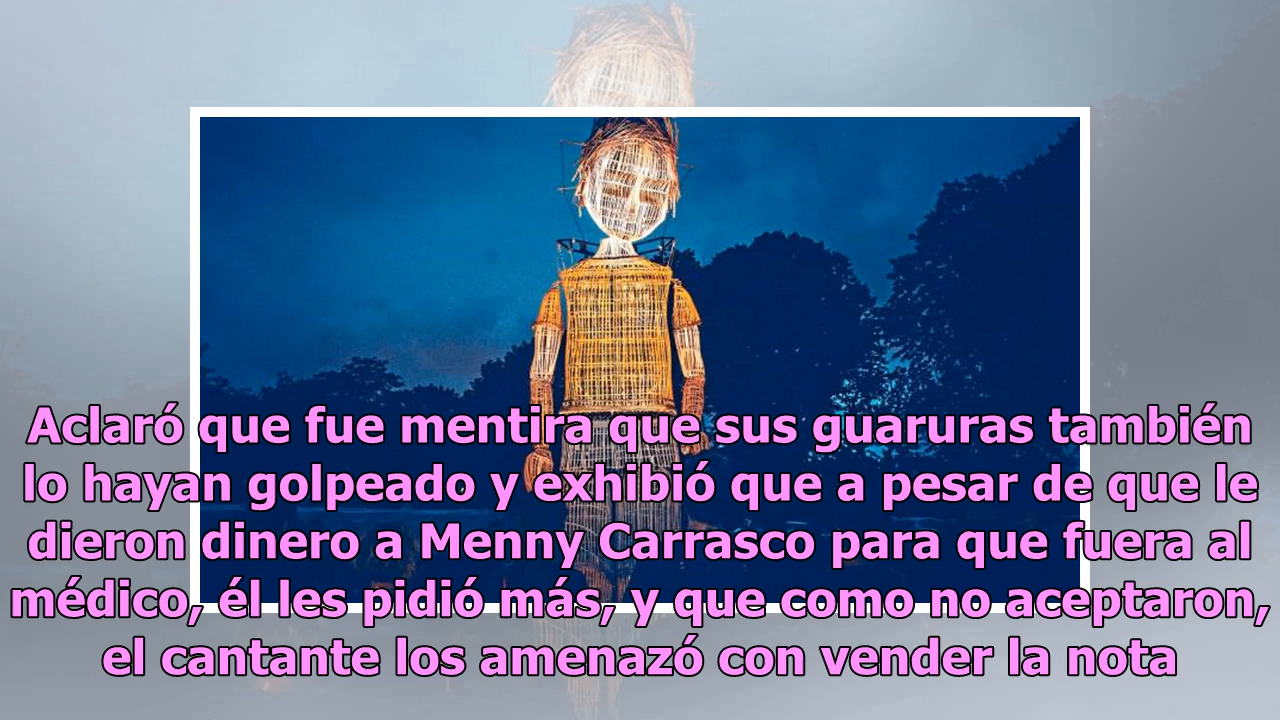 Aclaró que fue mentira que sus guaruras también
lo hayan golpeado y exhibió que a pesar de que le
dieron dinero a Menny Carrasco para que fuera al
médico, él les pidió más, y que como no aceptaron,
el cantante los amenazó con vender la nota